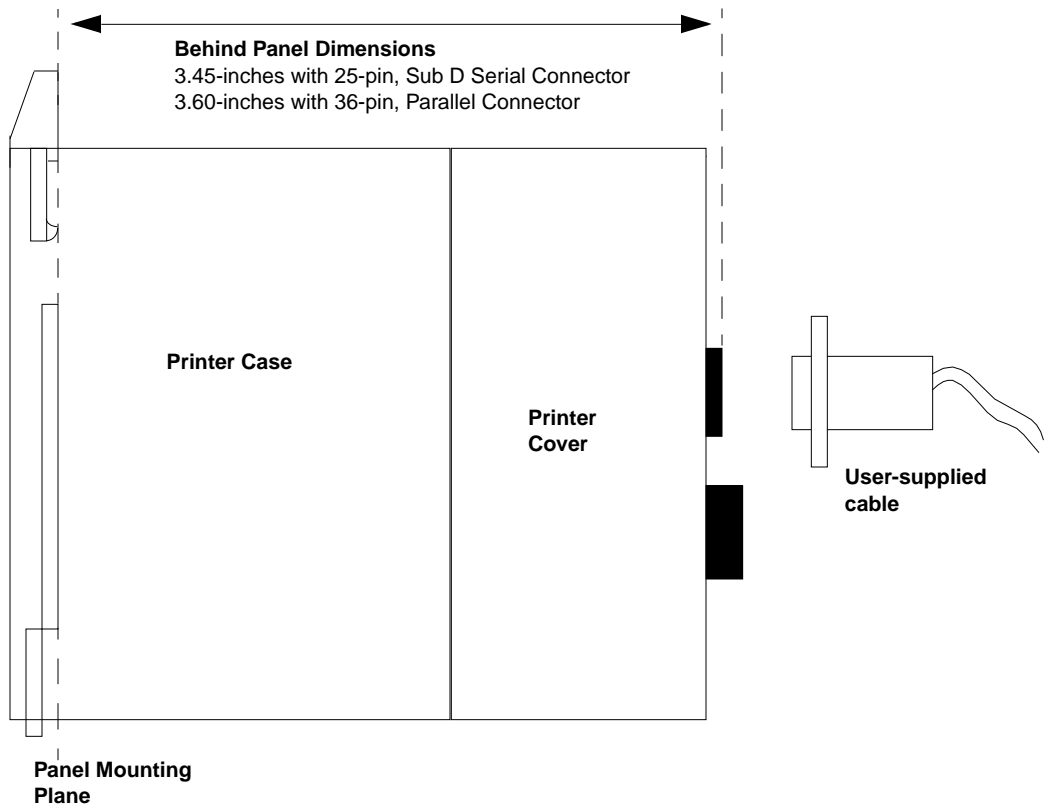 Behind Panel Dimensions
3.45-inches with 25-pin, Sub D Serial Connector
3.60-inches with 36-pin, Parallel Connector
Printer Case
Printer
Cover
User-supplied
cable
Panel Mounting
Plane